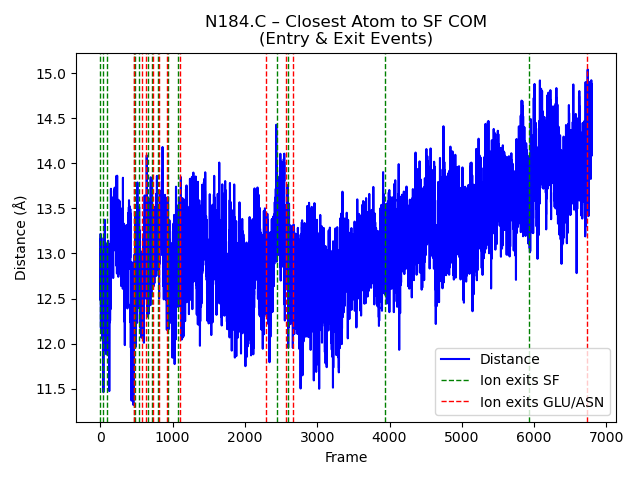 N184.C – Closest Atom to SF COM
(Entry & Exit Events)
Distance (Å)
15.0
14.5
14.0
13.5
13.0
12.5
12.0
11.5
Distance
Ion exits SF
Ion exits GLU/ASN
0 1000 2000 3000 4000 5000 6000 7000
Frame